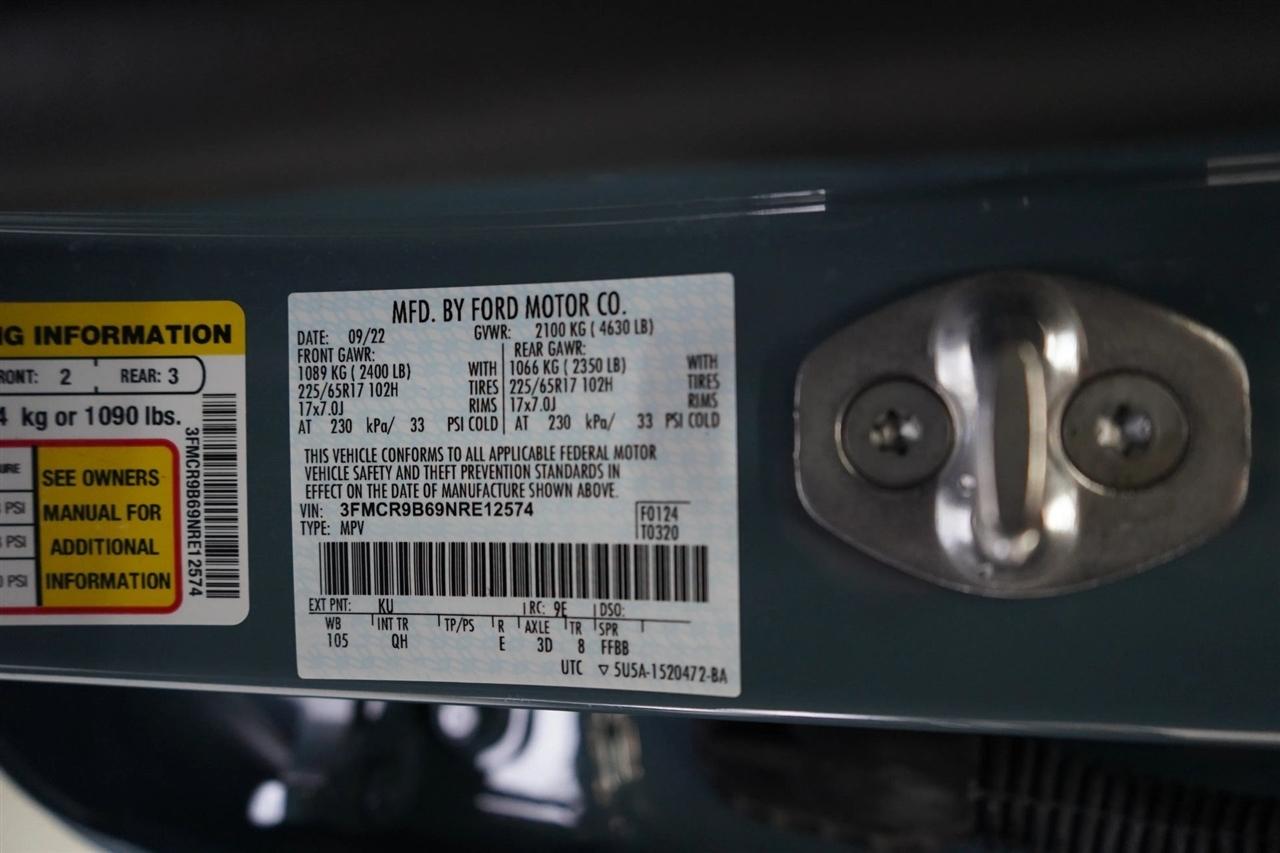 G INFORMATION
RONT: 2 REAR: 3
4 kg or 1090 lbs.
URE
PSI
PSI
0 PSI
SEE OWNERS
MANUAL FOR
ADDITIONAL
INFORMATION
3FMCR9B69NRE12574
MFD. BY FORD MOTOR CO.
DATE: 09/22 GVWR: 2100 KG ( 4630 LB)
FRONT GAWR: REAR GAWR:
1089 KG ( 2400 LB) WITH 1066 KG ( 2350 LB) WITH
225/65R17 102H TIRES 225/65R17 102H TIRES
17x7.0J RIMS 17x7.0J RIMS
AT 230 kPa/ 33 PSI COLD AT 230 kPa/ 33 PSI COLD
THIS VEHICLE CONFORMS TO ALL APPLICABLE FEDERAL MOTOR
VEHICLE SAFETY AND THEFT PREVENTION STANDARDS IN
EFFECT ON THE DATE OF MANUFACTURE SHOWN ABOVE.
VIN: 3FMCR9B69NRE12574 F0124
TYPE: MPV T0320
EXT PNT: KU RC: 9E DSO:
WB INT TR TP/PS R AXLE TR SPR
105 QH E 3D 8 FFBB
UTC ▽ 5U5A-1520472-BA